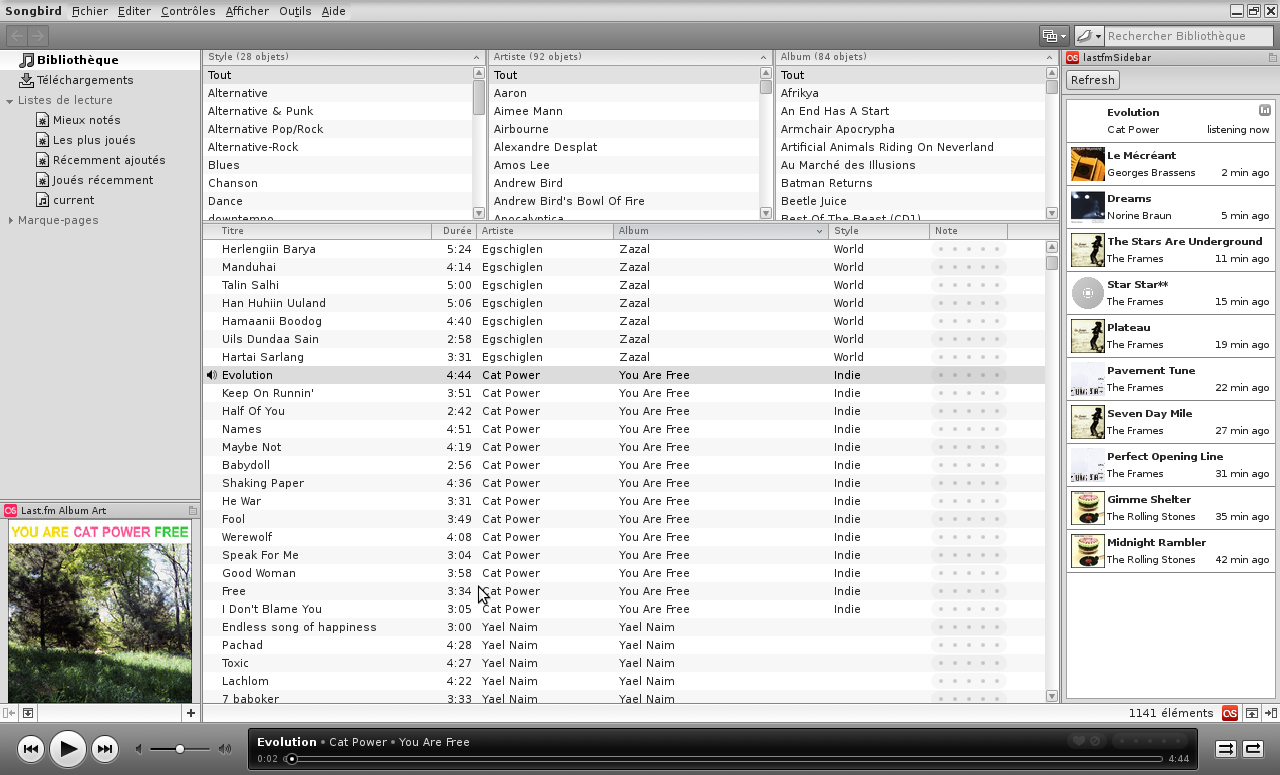 Songbird Fichier Editer Contrôles Afficher Outils Aide
Rechercher Bibliothèque
Bibliothèque
Téléchargements
Listes de lecture
Mieux notés
Les plus joués
Récemment ajoutés
Joués récemment
current
Marque-pages
Last.fm Album Art
YOU ARE CAT POWER FREE
Style (28 objets)
Tout
Alternative
Alternative & Punk
Alternative Pop/Rock
Alternative-Rock
Blues
Chanson
Dance
downtempo
Artiste (92 objets)
Tout
Aaron
Aimee Mann
Airbourne
Alexandre Desplat
Amos Lee
Andrew Bird
Andrew Bird's Bowl Of Fire
Apocalyptica
Album (84 objets)
Tout
Afrikya
An End Has A Start
Armchair Apocrypha
Artificial Animals Riding On Neverland
Au Marché des Illusions
Batman Returns
Beetle Juice
Best Of The Beast (CD1)
Titre Durée Artiste Album Style Note
Herlengiin Barva 5:24 Egschiglen Zazal World
Manduhai 4:14 Egschiglen Zazal World
Talin Salhi 5:00 Egschiglen Zazal World
Han Huhiin Uuland 5:06 Egschiglen Zazal World
Hamaatu Boodog 4:40 Egschiglen Zazal World
Uils Dundaa Sain 2:58 Egschiglen Zazal World
Hartai Sarlang 3:31 Egschiglen Zazal World
Evolution 4:44 Cat Power You Are Free Indie
Keep On Runnin' 3:51 Cat Power You Are Free Indie
Half Of You 2:42 Cat Power You Are Free Indie
Names 4:51 Cat Power You Are Free Indie
Maybe Not 4:19 Cat Power You Are Free Indie
Babydoll 2:56 Cat Power You Are Free Indie
Shaking Paper 4:36 Cat Power You Are Free Indie
He War 3:31 Cat Power You Are Free Indie
Fool 3:49 Cat Power You Are Free Indie
Werewolf 4:08 Cat Power You Are Free Indie
Speak For Me 3:04 Cat Power You Are Free Indie
Good Woman 3:58 Cat Power You Are Free Indie
Free 3:34 Cat Power You Are Free Indie
I Don't Blame You 3:05 Cat Power You Are Free Indie
Endless song of happiness 3:00 Yael Naim Yael Naim
Pachad 4:28 Yael Naim Yael Naim
Toxic 4:27 Yael Naim Yael Naim
Lachlom 4:22 Yael Naim Yael Naim
7 baboker 3:33 Yael Naim Yael Naim
lastfmSidebar
Refresh
Evolution
Cat Power listening now
Le Mécréant
Georges Brassens 2 min ago
Dreams
Norine Braun 5 min ago
The Stars Are Underground
The Frames 11 min ago
Star Star**
The Frames 15 min ago
Plateau
The Frames 19 min ago
Pavement Tune
The Frames 22 min ago
Seven Day Mile
The Frames 27 min ago
Perfect Opening Line
The Frames 31 min ago
Gimme Shelter
The Rolling Stones 35 min ago
Midnight Rambler
The Rolling Stones 42 min ago
1141 éléments
Evolution • Cat Power • You Are Free
0:02 4:44